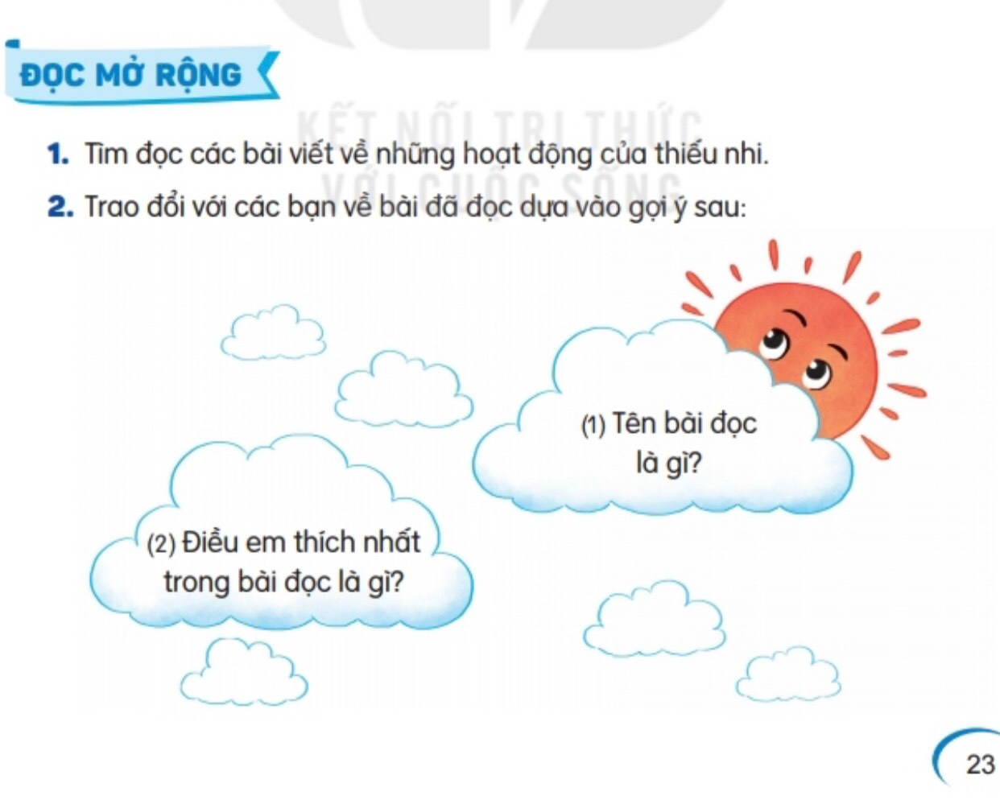 ĐỌC MỞ RỘNG
KẾT NỐI TRI THỨC
1. Tìm đọc các bài viết về những hoạt động của thiếu nhi.
VỚI CUỘC SỐNG
2. Trao đổi với các bạn về bài đã đọc dựa vào gợi ý sau:
(1) Tên bài đọc
là gì?
(2) Điều em thích nhất
trong bài đọc là gì?
23